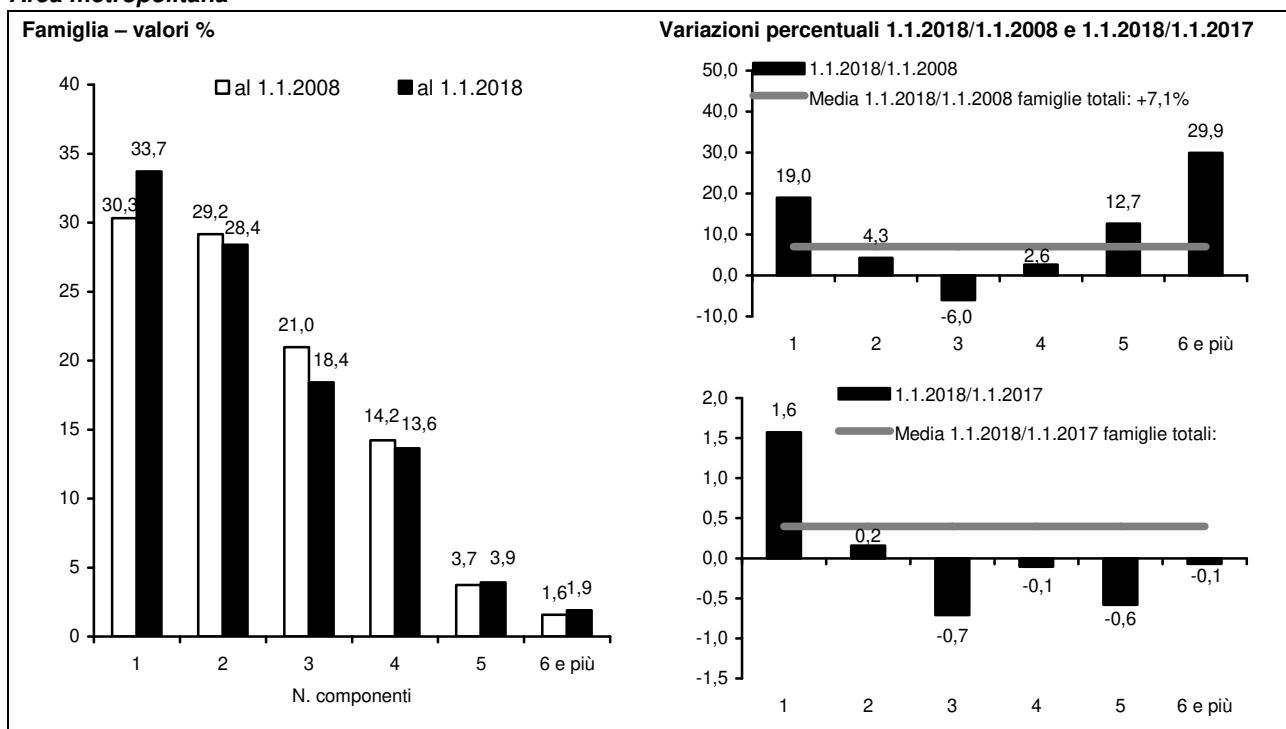 Area metropolitana
Famiglia – valori %
al 1.1.2008 al 1.1.2018
40
35
30
25
20
15
10
5
0
30,3 33,7
29,2 28,4
21,0 18,4
14,2 13,6
3,7 3,9
1,6 1,9
1 2 3 4 5 6 e più
N. componenti
Variazioni percentuali 1.1.2018/1.1.2008 e 1.1.2018/1.1.2017
1.1.2018/1.1.2008
Media 1.1.2018/1.1.2008 famiglie totali: +7,1%
50,0
40,0
30,0
20,0
10,0
0,0
-10,0
19,0 4,3 -6,0 2,6 12,7 29,9
1 2 3 4 5 6 e più
1.1.2018/1.1.2017
Media 1.1.2018/1.1.2017 famiglie totali:
2,0
1,5
1,0
0,5
0,0
-0,5
-1,0
-1,5
1,6 0,2 -0,7 -0,1 -0,6 -0,1
1 2 3 4 5 6 e più